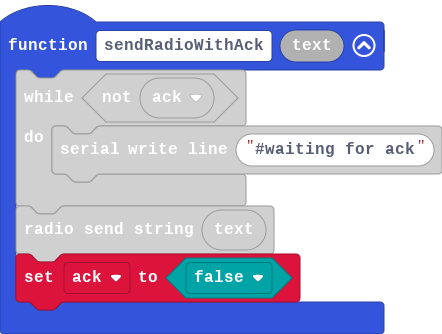 function sendRadioWithAck text
while not ack
do
serial write line "#waiting for ack"
radio send string text
set ack to false